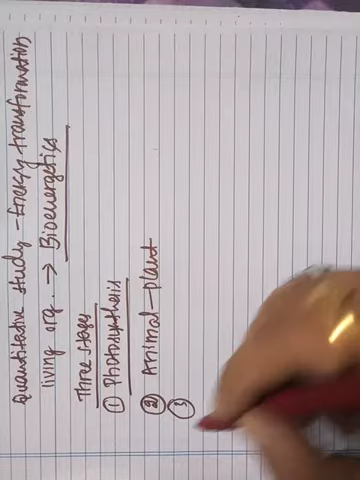 Quantitative study - Energy transformation
living org. → Bioenergetics
Three stages
① Photosynthesis
② Animal - plant
③